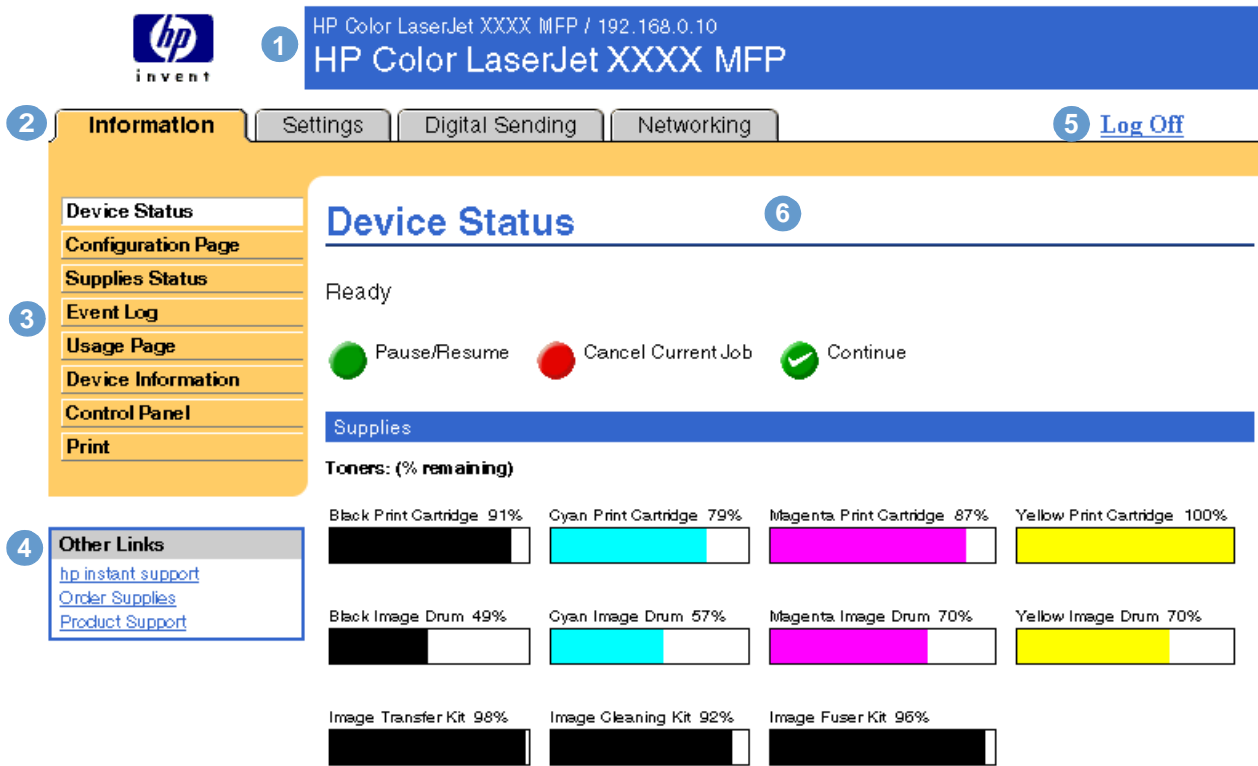 hp
invent
1
HP Color LaserJet XXXX MFP / 192.168.0.10
HP Color LaserJet XXXX MFP
2
Information
Settings
Digital Sending
Networking
5
Log Off
3
Device Status
Configuration Page
Supplies Status
Event Log
Usage Page
Device Information
Control Panel
Print
4
Other Links
hp instant support
Order Supplies
Product Support
Device Status
6
Ready
Pause/Resume
Cancel Current Job
Continue
Supplies
Toners: (% remaining)
Black Print Cartridge 91%
Cyan Print Cartridge 79%
Magenta Print Cartridge 87%
Yellow Print Cartridge 100%
Black Image Drum 49%
Cyan Image Drum 57%
Magenta Image Drum 70%
Yellow Image Drum 70%
Image Transfer Kit 98%
Image Cleaning Kit 92%
Image Fuser Kit 96%